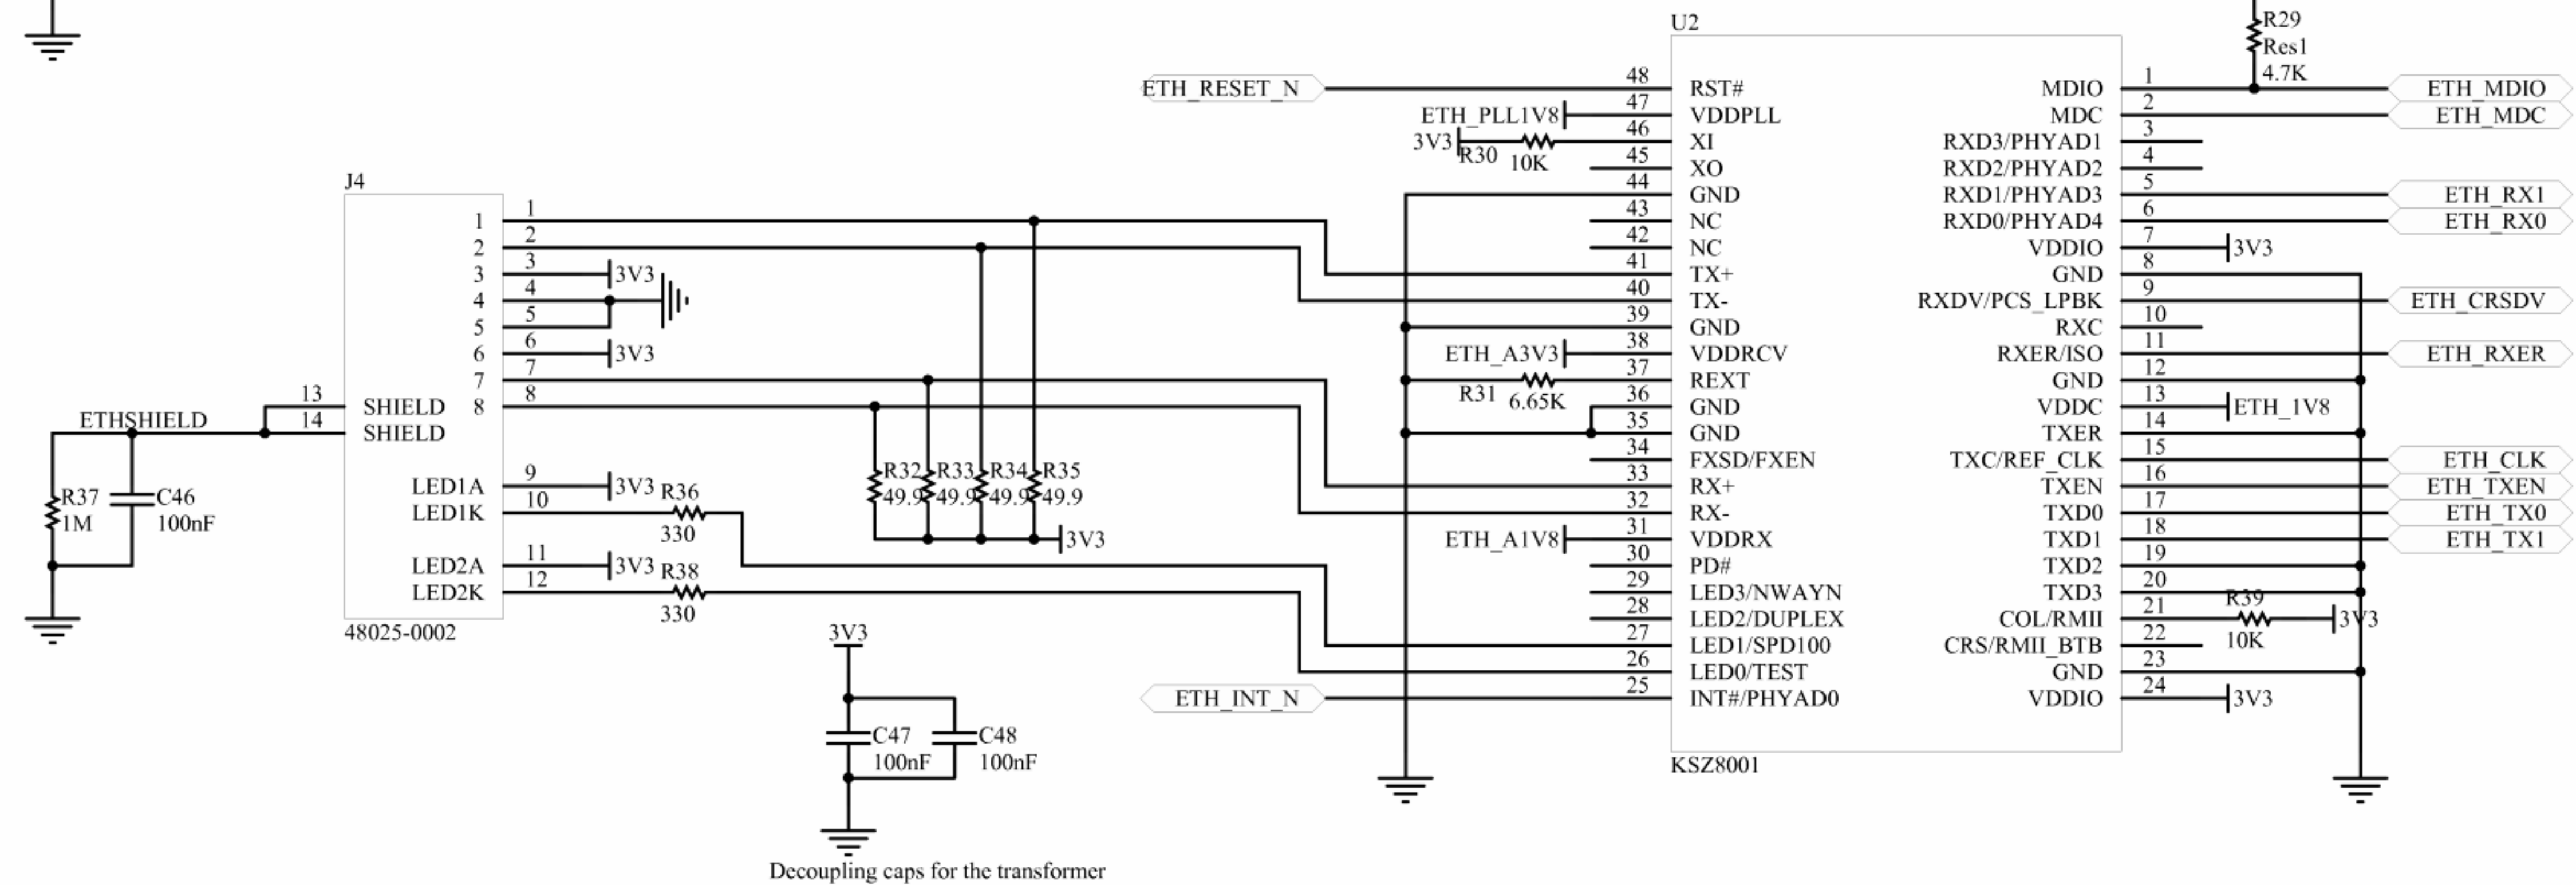 R29
Res1
4.7K
U2
ETH_RESET_N
48 RST#
ETH_PLL1V8
47 VDDPLL
3V3
R30
10K
46 XI
45 XO
44 GND
43 NC
42 NC
41 TX+
40 TX-
39 GND
ETH_A3V3
38 VDDRCV
37 REXT
R31
6.65K
36 GND
35 GND
34 FXSD/FXEN
33 RX+
32 RX-
ETH_A1V8
31 VDDRX
30 PD#
29 LED3/NWAYN
28 LED2/DUPLEX
27 LED1/SPD100
26 LED0/TEST
ETH_INT_N
25 INT#/PHYAD0
MDIO 1 ETH_MDIO
MDC 2 ETH_MDC
RXD3/PHYAD1 3
RXD2/PHYAD2 4
RXD1/PHYAD3 5 ETH_RX1
RXD0/PHYAD4 6 ETH_RX0
VDDIO 7 3V3
GND 8
RXDV/PCS_LPBK 9 ETH_CRSDV
RXC 10
RXER/ISO 11 ETH_RXER
GND 12
VDDC 13 ETH_1V8
TXER 14
TXC/REF_CLK 15 ETH_CLK
TXEN 16 ETH_TXEN
TXD0 17 ETH_TX0
TXD1 18 ETH_TX1
TXD2 19
TXD3 20
R39
COL/RMII 21 3V3
10K
CRS/RMII_BTB 22
GND 23
VDDIO 24 3V3
KSZ8001
J4
1 1
2 2
3 3 3V3
4 4
5 5
6 6 3V3
7 7
8 8
13 SHIELD
14 SHIELD
ETHSHIELD
R37
1M
C46
100nF
LED1A 9 3V3
LED1K 10
R36
330
LED2A 11 3V3
LED2K 12
R38
330
48025-0002
R32 R33 R34 R35
49.9 49.9 49.9 49.9
3V3
3V3
C47
100nF
C48
100nF
Decoupling caps for the transformer